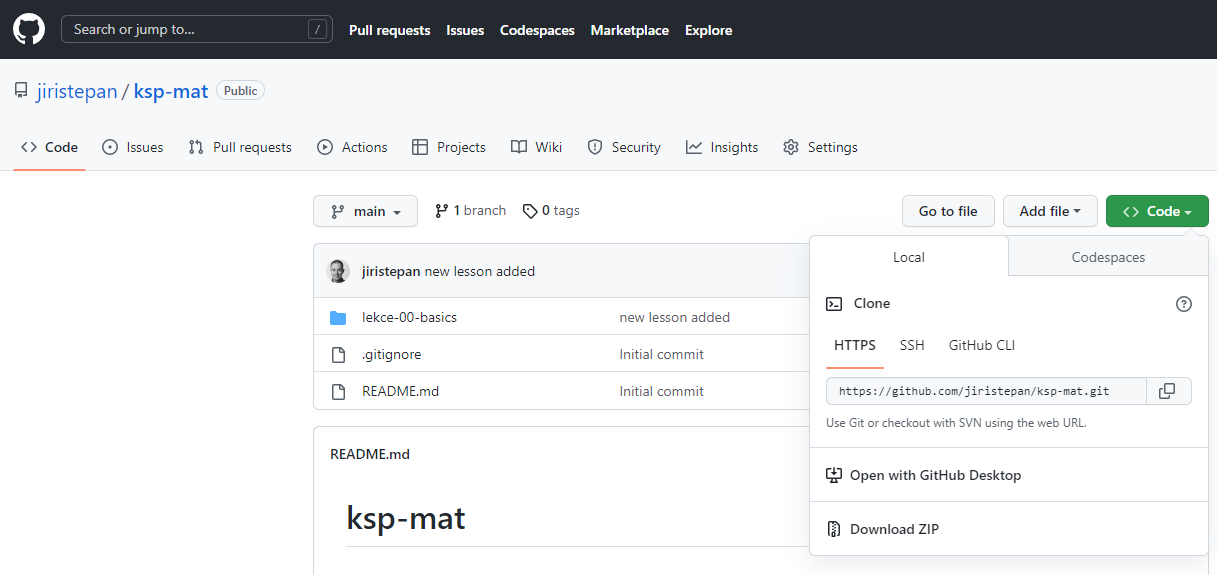 Search or jump to... /
Pull requests Issues Codespaces Marketplace Explore
jiristepan / ksp-mat Public
Code Issues Pull requests Actions Projects Wiki Security Insights Settings
main 1 branch 0 tags Go to file Add file Code
jiristepan new lesson added
lekce-00-basics new lesson added
.gitignore Initial commit
README.md Initial commit
README.md
ksp-mat
Local Codespaces
Clone
HTTPS SSH GitHub CLI
https://github.com/jiristepan/ksp-mat.git
Use Git or checkout with SVN using the web URL.
Open with GitHub Desktop
Download ZIP